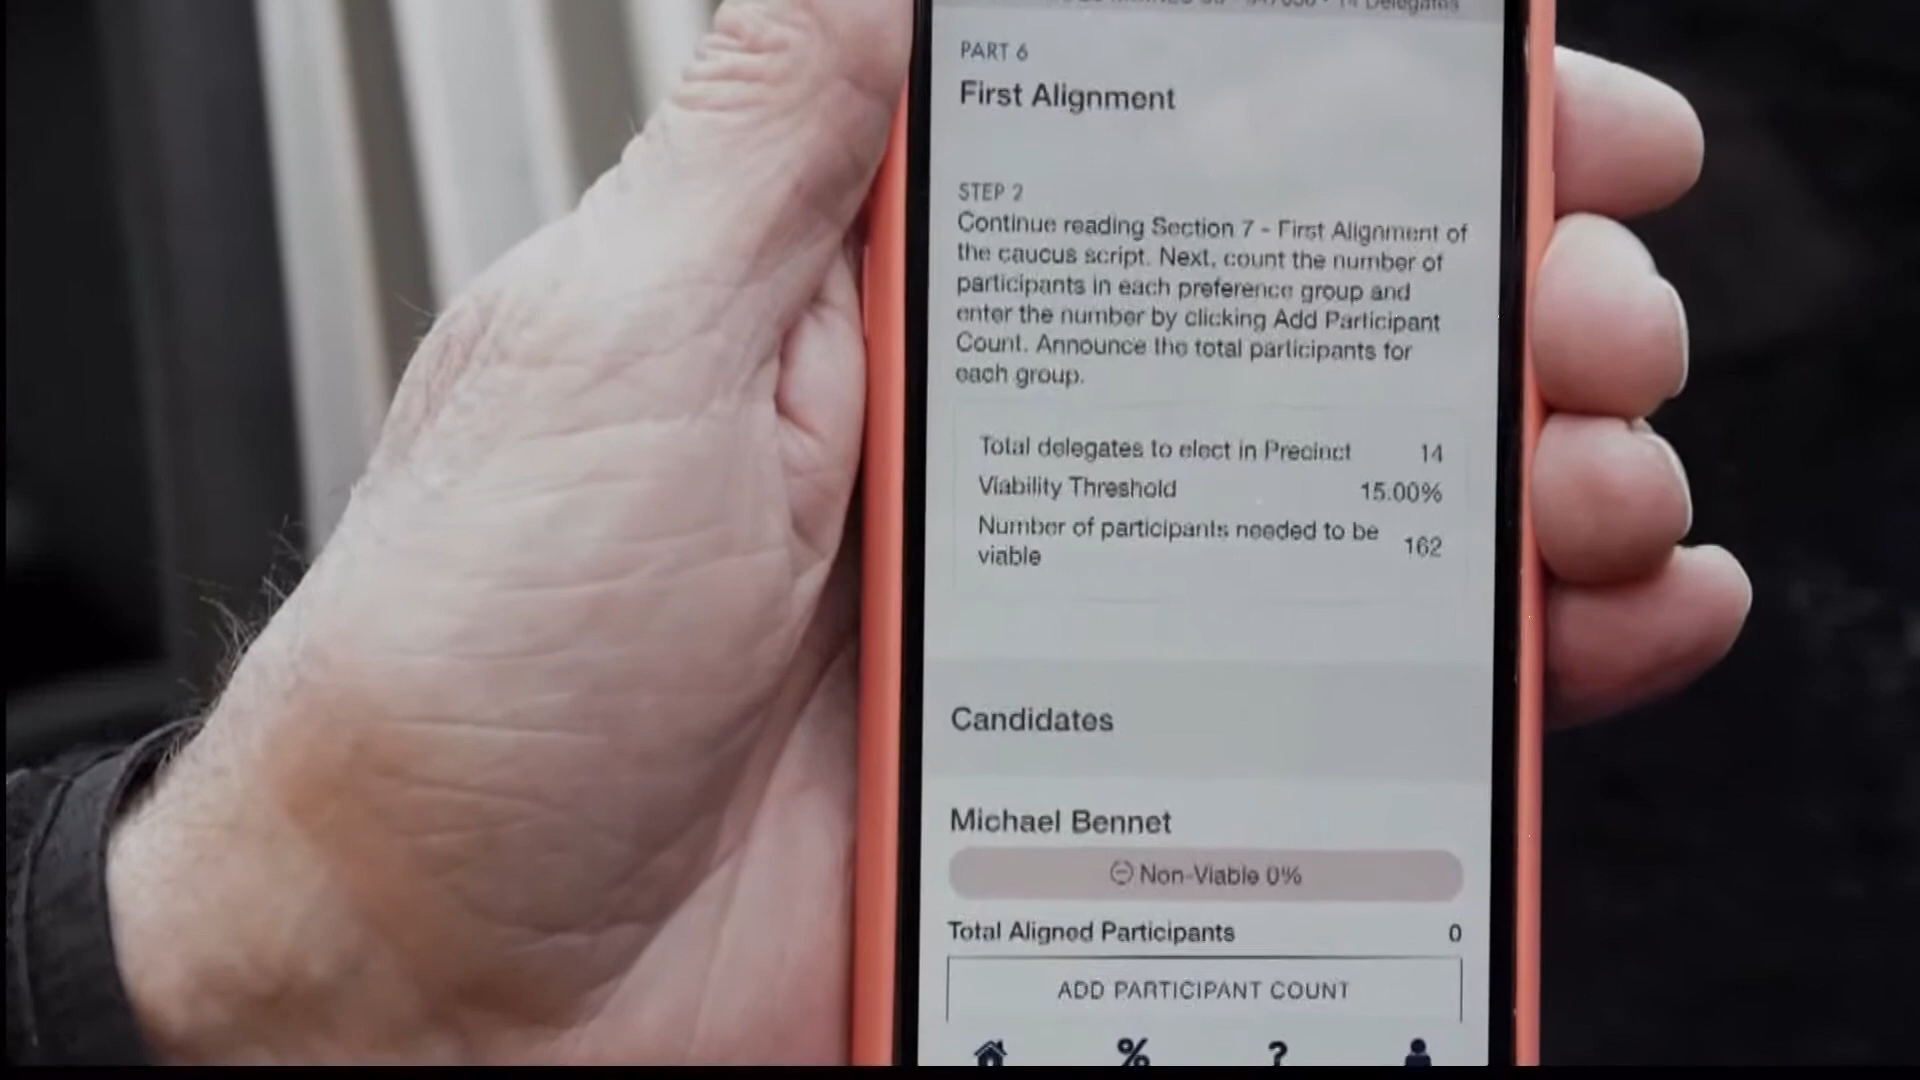 14 Delegates
PART 6
First Alignment
STEP 2
Continue reading Section 7 - First Alignment of
the caucus script. Next, count the number of
participants in each preference group and
enter the number by clicking Add Participant
Count. Announce the total participants for
each group.
Total delegates to elect in Precinct 14
Viability Threshold 15.00%
Number of participants needed to be
viable 162
Candidates
Michael Bennet
Non-Viable 0%
Total Aligned Participants 0
ADD PARTICIPANT COUNT
% ?